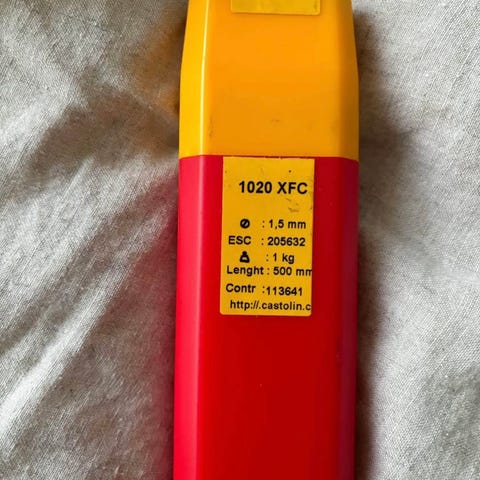 1020 XFC
⌀ : 1,5 mm
ESC : 205632
: 1 kg
Lenght : 500 mm
Contr : 113641
http://.castolin.c